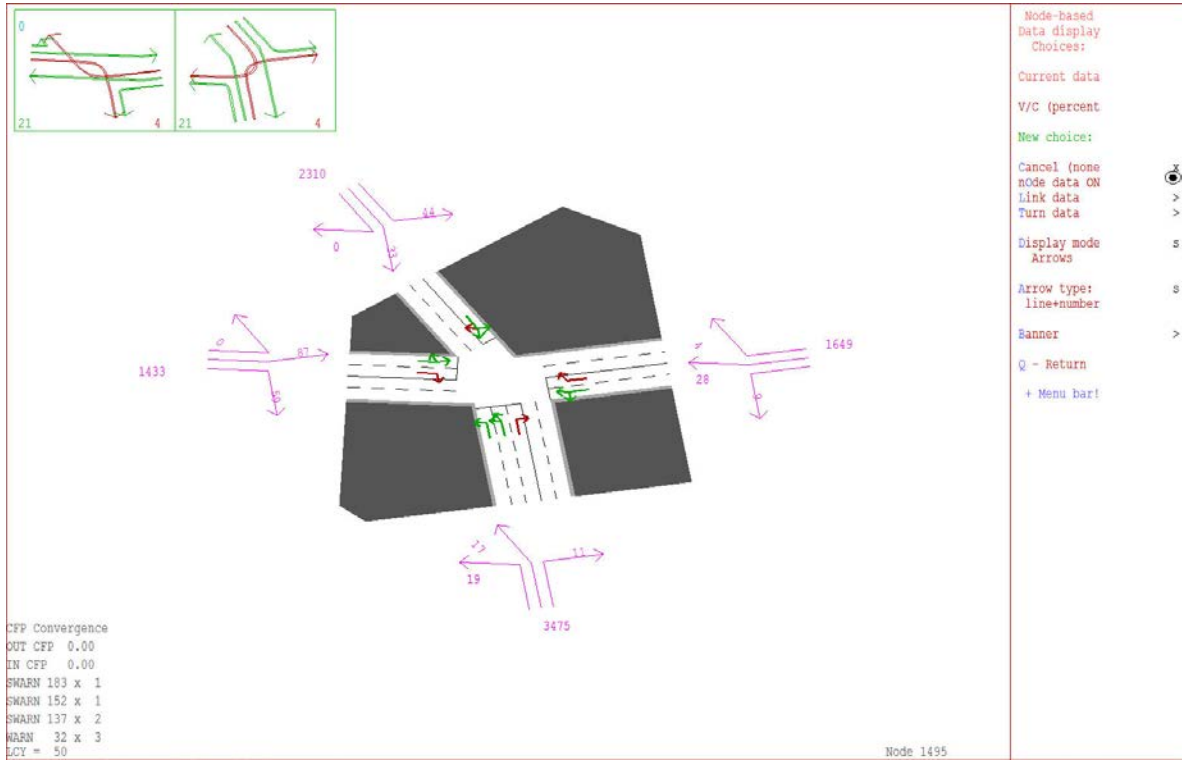 0
21 4
21 4
2310
44
0
33
1433
0
87
59
1649
28
17
11
19
3475
CFP Convergence
OUT CFP 0.00
IN CFP 0.00
SWARN 183 x 1
SWARN 152 x 1
SWARN 137 x 2
WARN 32 x 3
LCY = 50
Node 1495
Node-based
Data display
Choices:
Current data
V/C (percent
New choice:
Cancel (none x
nOde data ON
Link data >
Turn data >
Display mode s
Arrows
Arrow type: s
line+number
Banner >
Q - Return
+ Menu bar!